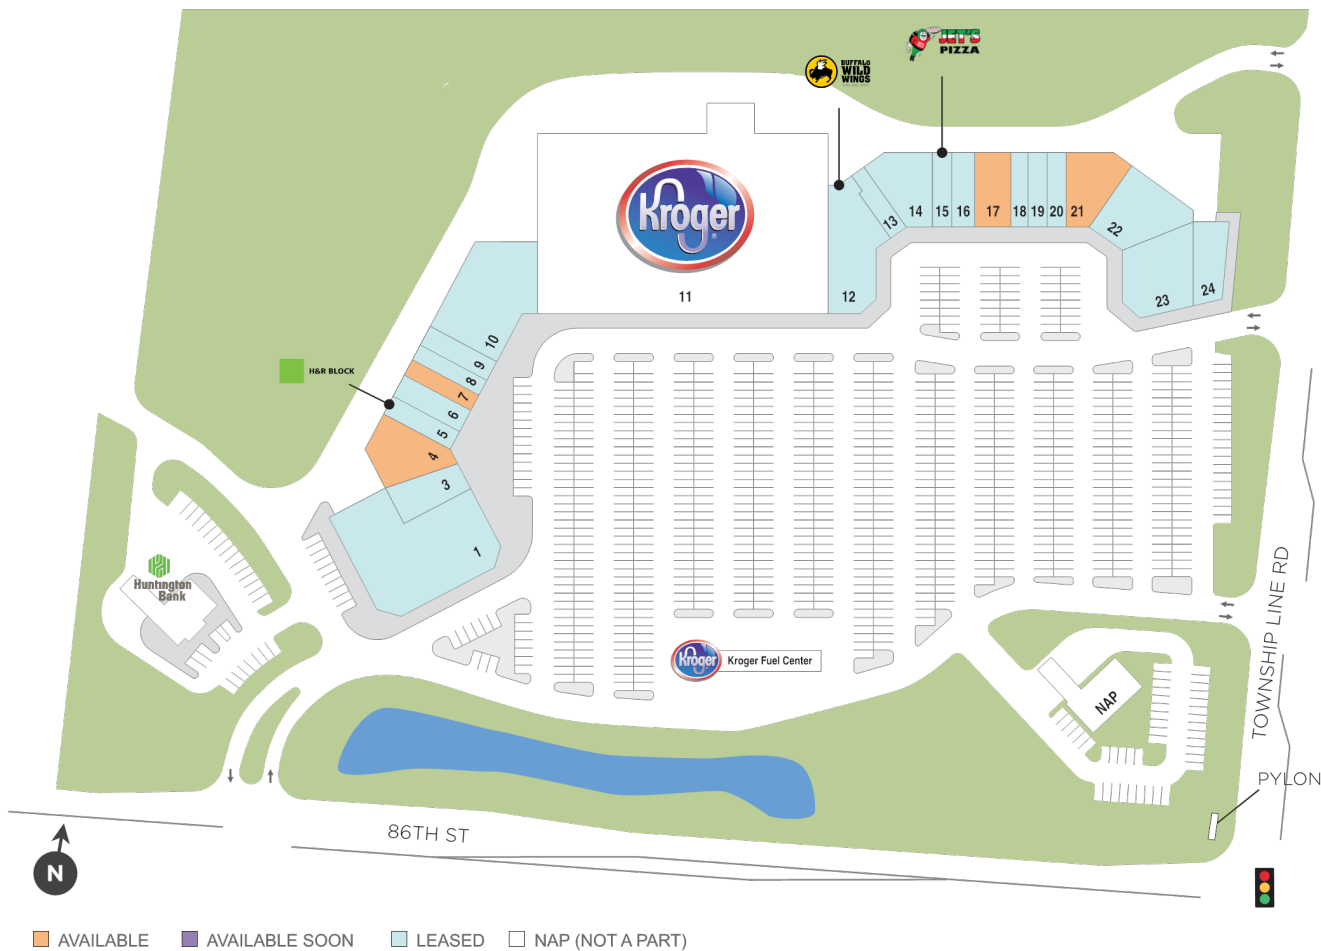 JET'S
PIZZA
BUFFALO
WILD
WINGS
Kroger
11
12
13
14
15
16
17
18
19
20
21
22
23
24
10
9
8
7
6
5
4
3
1
H&R BLOCK
Huntington
Bank
Kroger
Kroger Fuel Center
NAP
TOWNSHIP LINE RD
PYLON
86TH ST
N
AVAILABLE
AVAILABLE SOON
LEASED
NAP (NOT A PART)